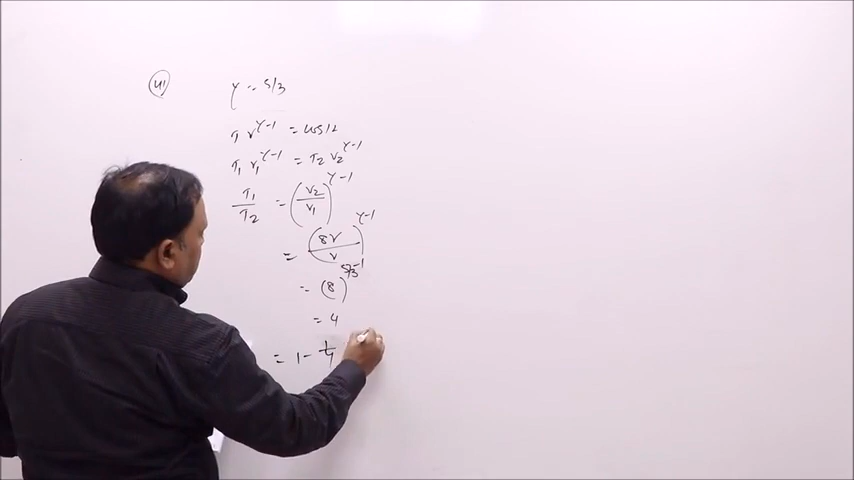 41
γ = 5/3
T V^γ-1 = const
T1 V1^γ-1 = T2 V2^γ-1
T1/T2 = (V2/V1)^γ-1
= (8V/V)^γ-1
= (8)^5/3-1
= 4
= 1 - 1/4